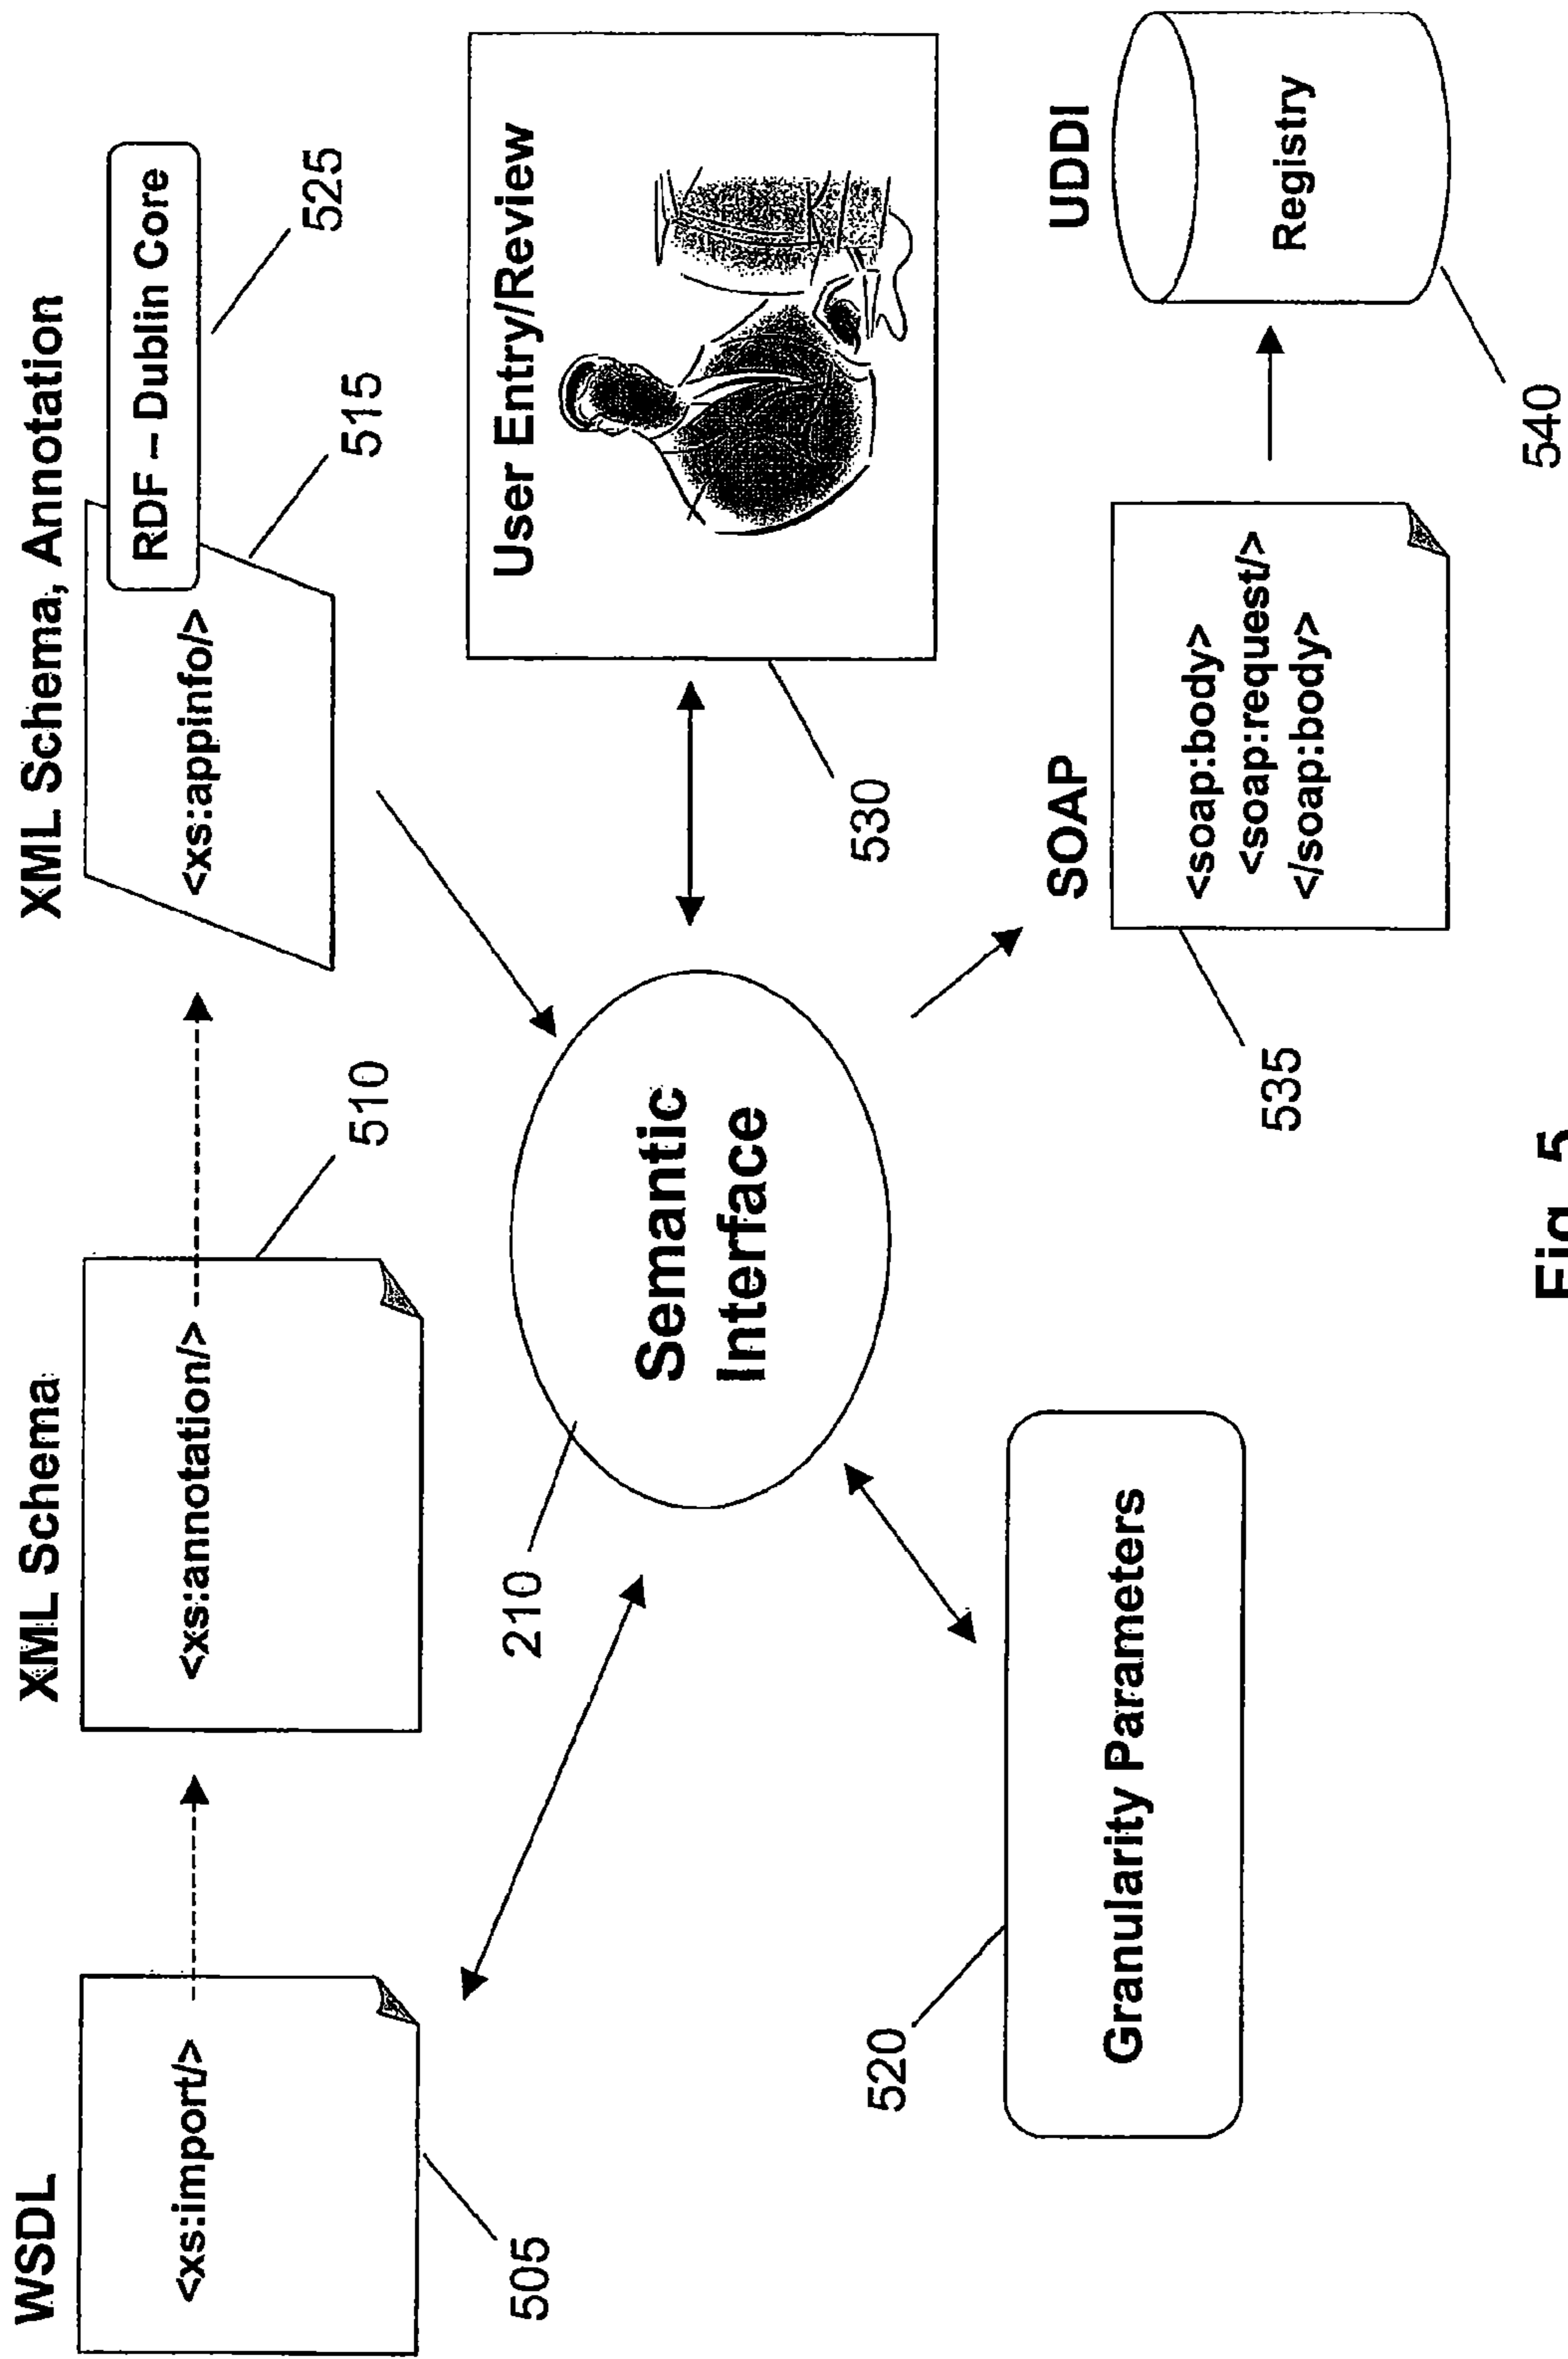 WSDL
<xs:import/>
505
XML Schema
<xs:annotation/>
510
XML Schema, Annotation
<xs:appinfo/>
RDF – Dublin Core
515
525
210
Semantic
Interface
User Entry/Review
530
520
Granularity Parameters
SOAP
<soap:body>
<soap:request/>
</soap:body>
535
UDDI
Registry
540
Fig. 5